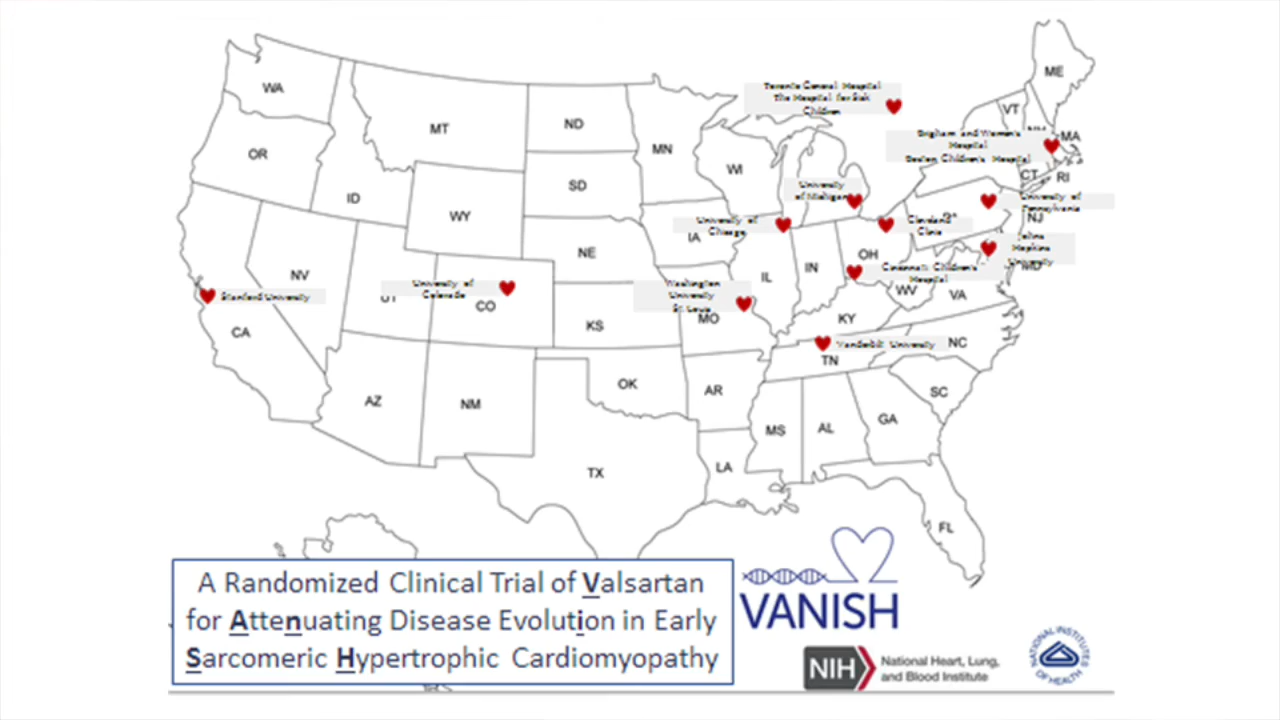 WA
OR
ID
MT
ND
SD
WY
NE
NV
UT
CO
KS
CA
AZ
NM
OK
TX
MN
IA
WI
MO
AR
LA
IL
IN
OH
KY
TN
MS
AL
GA
FL
SC
NC
VA
WV
MD
NJ
RI
CT
MA
VT
ME
Toronto General Hospital
The Hospital for Sick
Children
Brigham and Women's
Hospital
Boston Children's Hospital
University
of Michigan
University of
Pennsylvania
University of
Chicago
Cleveland
Clinic
Johns
Hopkins
University
Cincinnati Children's
Hospital
Washington
University
St Louis
University of
Colorado
Stanford University
Vanderbilt University
A Randomized Clinical Trial of Valsartan
for Attenuating Disease Evolution in Early
Sarcomeric Hypertrophic Cardiomyopathy
VANISH
NIH
National Heart, Lung,
and Blood Institute
NATIONAL INSTITUTES
OF HEALTH